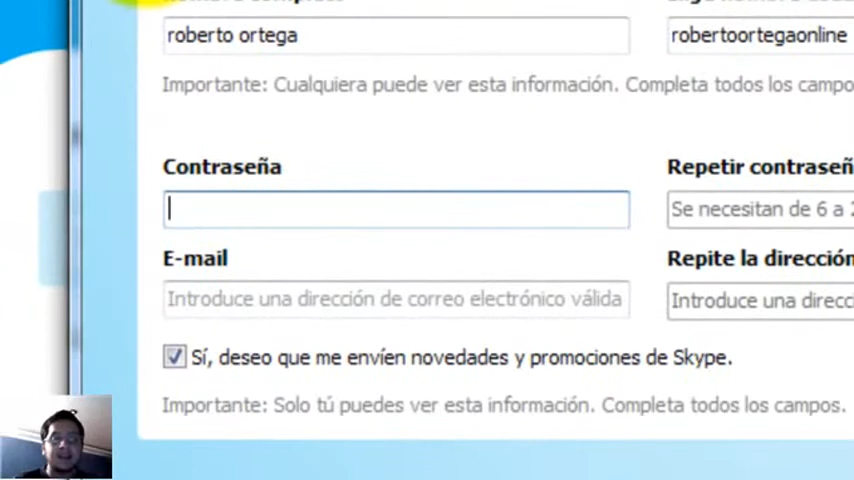 roberto ortega robertoortegaonline
Importante: Cualquiera puede ver esta información. Completa todos los campo
Contraseña Repetir contraseñ
Se necesitan de 6 a 2
E-mail Repite la dirección
Introduce una dirección de correo electrónico válida Introduce una direcc
Sí, deseo que me envíen novedades y promociones de Skype.
Importante: Solo tú puedes ver esta información. Completa todos los campos.